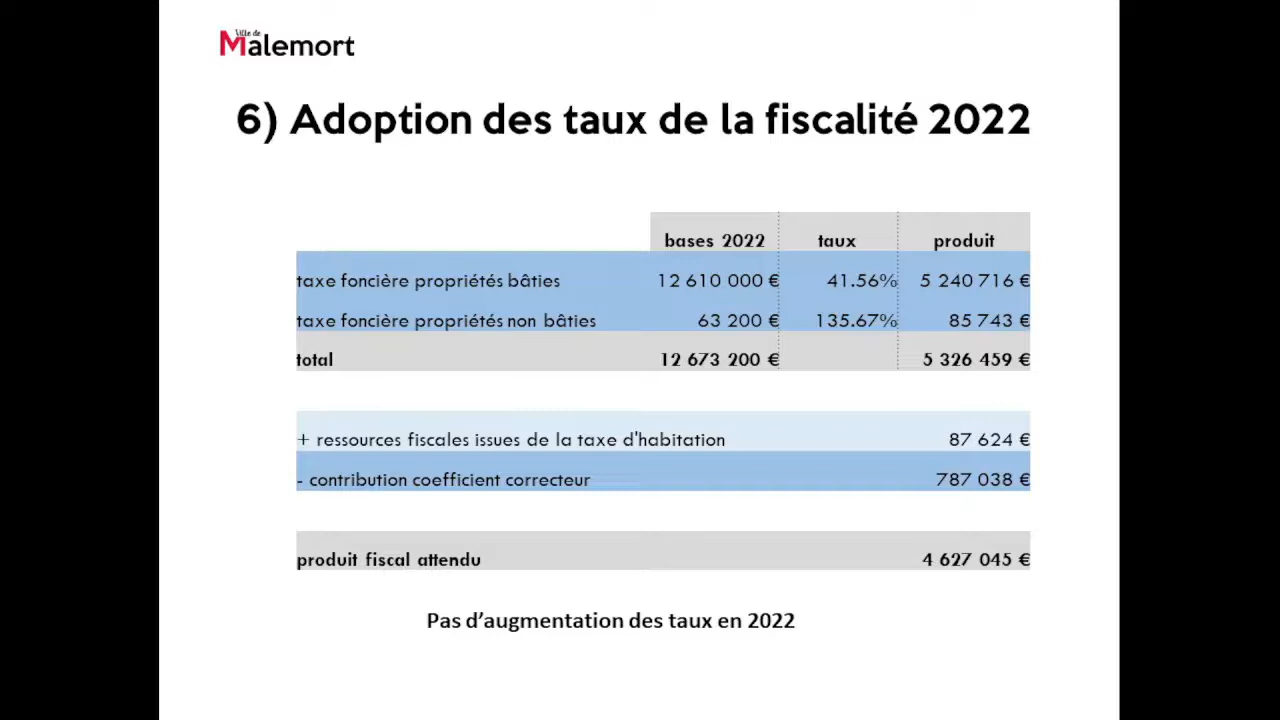 Ville de
Malemort
6) Adoption des taux de la fiscalité 2022
bases 2022 taux produit
taxe foncière propriétés bâties 12 610 000 € 41.56% 5 240 716 €
taxe foncière propriétés non bâties 63 200 € 135.67% 85 743 €
total 12 673 200 € 5 326 459 €
+ ressources fiscales issues de la taxe d'habitation 87 624 €
- contribution coefficient correcteur 787 038 €
produit fiscal attendu 4 627 045 €
Pas d’augmentation des taux en 2022